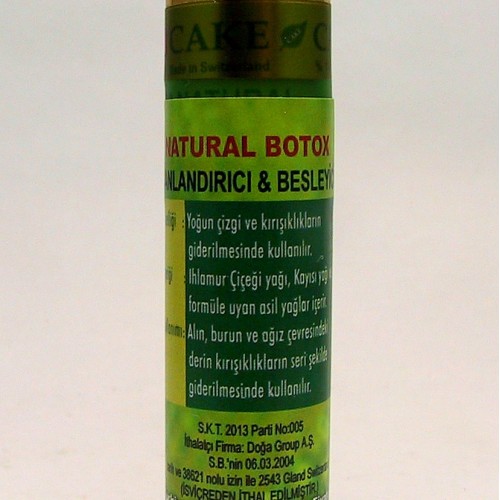 CAKE
Made in Switzerland
NATURAL BOTOX
ANLANDIRICI & BESLEYİC
: Yoğun çizgi ve kırışıklıkların
giderilmesinde kullanılır.
: Ihlamur Çiçeği yağı, Kayısı yağı
formüle uyan asil yağlar içerir.
: Alın, burun ve ağız çevresindeki
derin kırışıklıkların seri şekilde
giderilmesinde kullanılır.
S.K.T. 2013 Parti No:005
İthalatçı Firma: Doğa Group A.Ş.
S.B.'nin 06.03.2004
tarih ve 38621 nolu izin ile 2543 Gland Switzer
(İSVİÇREDEN İTHAL EDİLMİŞTİR.)